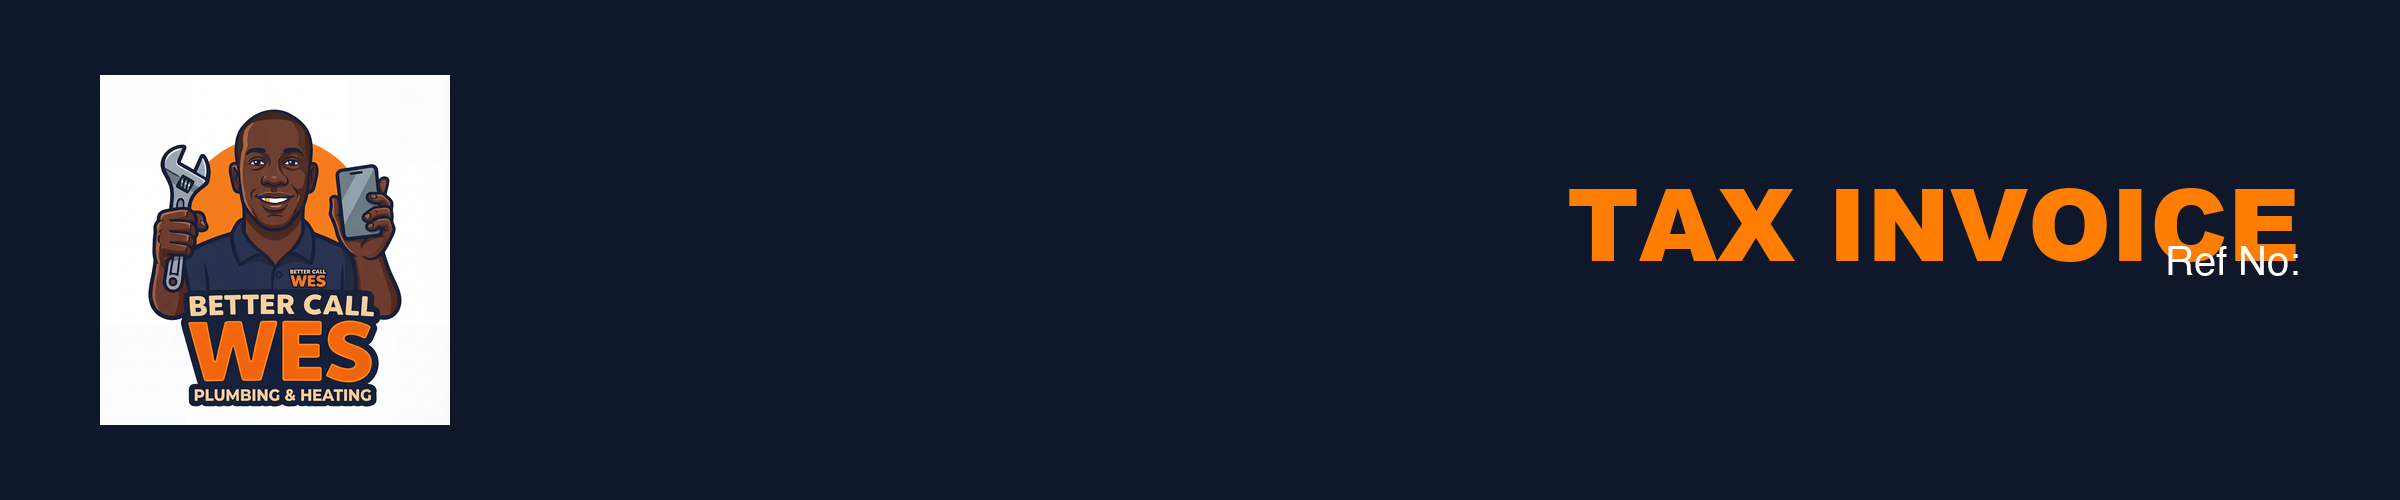 BETTER CALL
WES
BETTER CALL
WES
PLUMBING & HEATING
TAX INVOICE
Ref No: